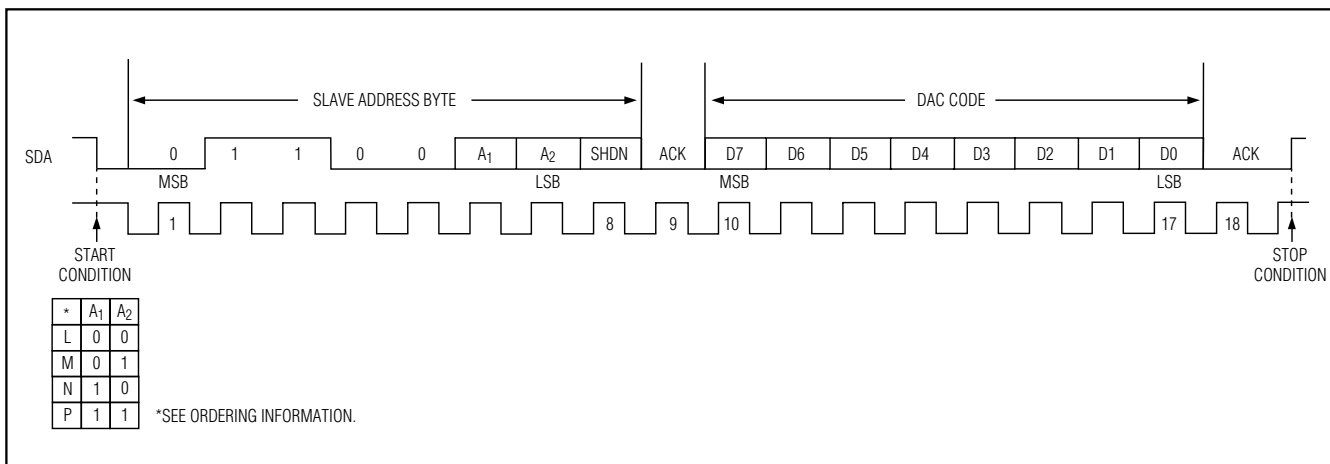 SLAVE ADDRESS BYTE DAC CODE
SDA 0 1 1 0 0 A1 A2 SHDN ACK D7 D6 D5 D4 D3 D2 D1 D0 ACK
MSB LSB MSB LSB
1 8 9 10 17 18
START
CONDITION
STOP
CONDITION
* A1 A2
L 0 0
M 0 1
N 1 0
P 1 1
*SEE ORDERING INFORMATION.